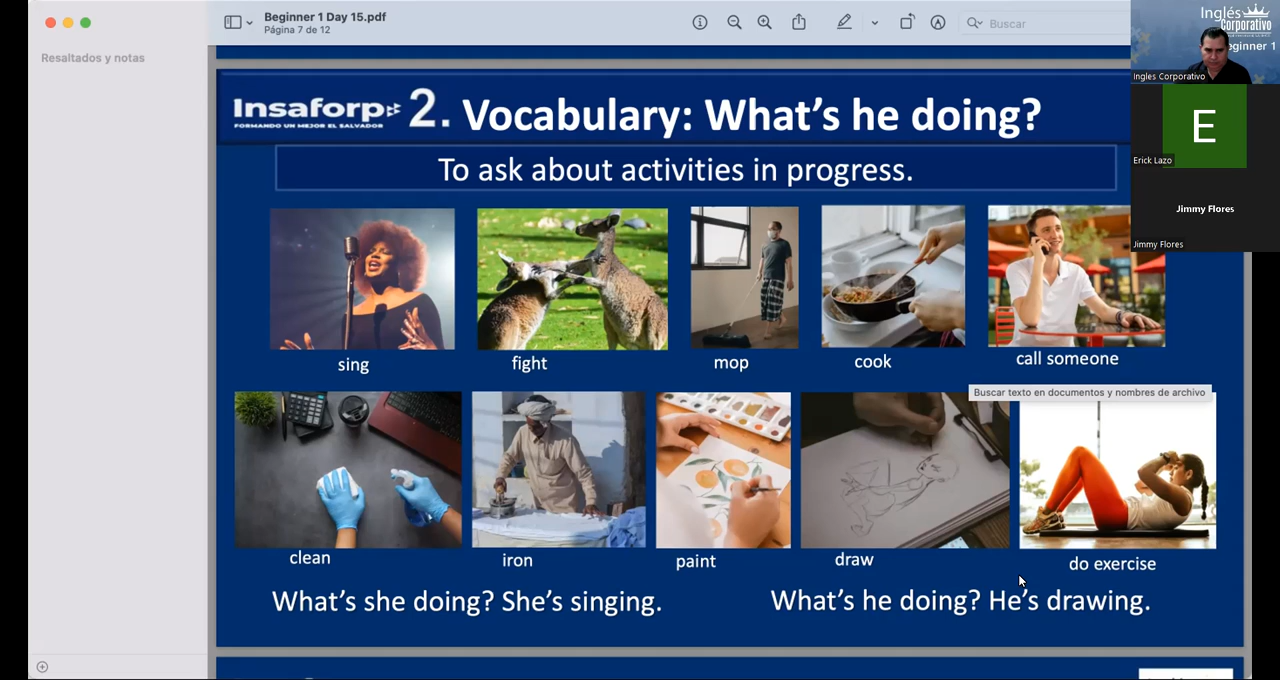 Beginner 1 Day 15.pdf
Página 7 de 12
Buscar
Resaltados y notas
Inglés
Corporativo
eginner 1
Ingles Corporativo
E
Erick Lazo
Jimmy Flores
Jimmy Flores
Insaforp
FORMANDO UN MEJOR EL SALVADOR
2. Vocabulary: What's he doing?
To ask about activities in progress.
sing
fight
mop
cook
call someone
Buscar texto en documentos y nombres de archivo
clean
iron
paint
draw
do exercise
What's she doing? She's singing.
What's he doing? He's drawing.